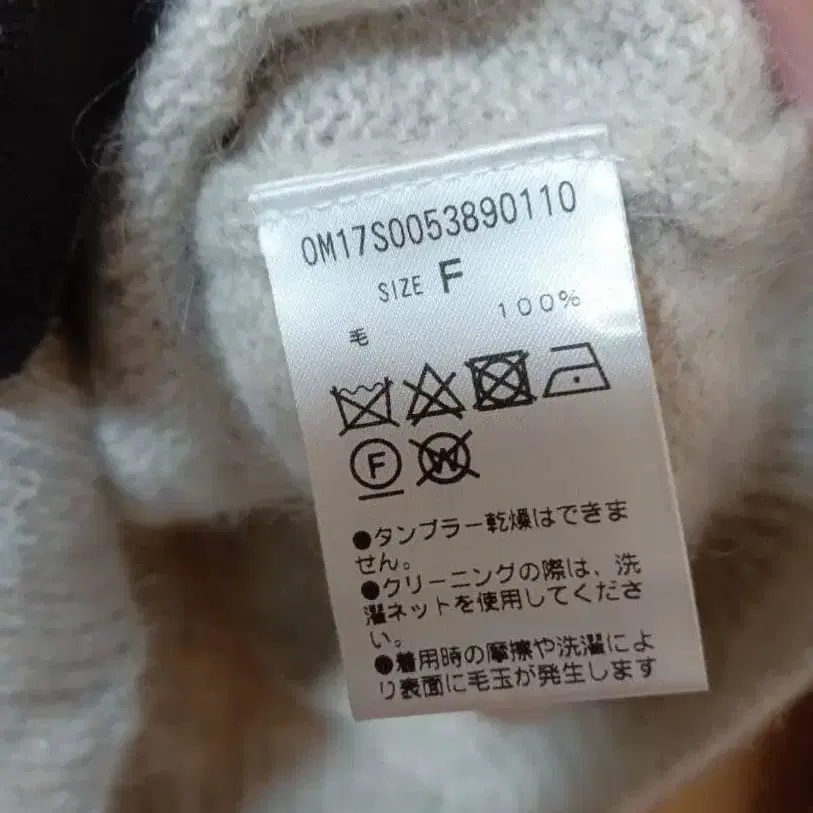 0M17S0053890110
SIZE F
毛 100%
F W
●タンブラー乾燥はできま
せん。
●クリーニングの際は、洗
濯ネットを使用してくださ
い。
●着用時の摩擦や洗濯によ
り表面に毛玉が発生します